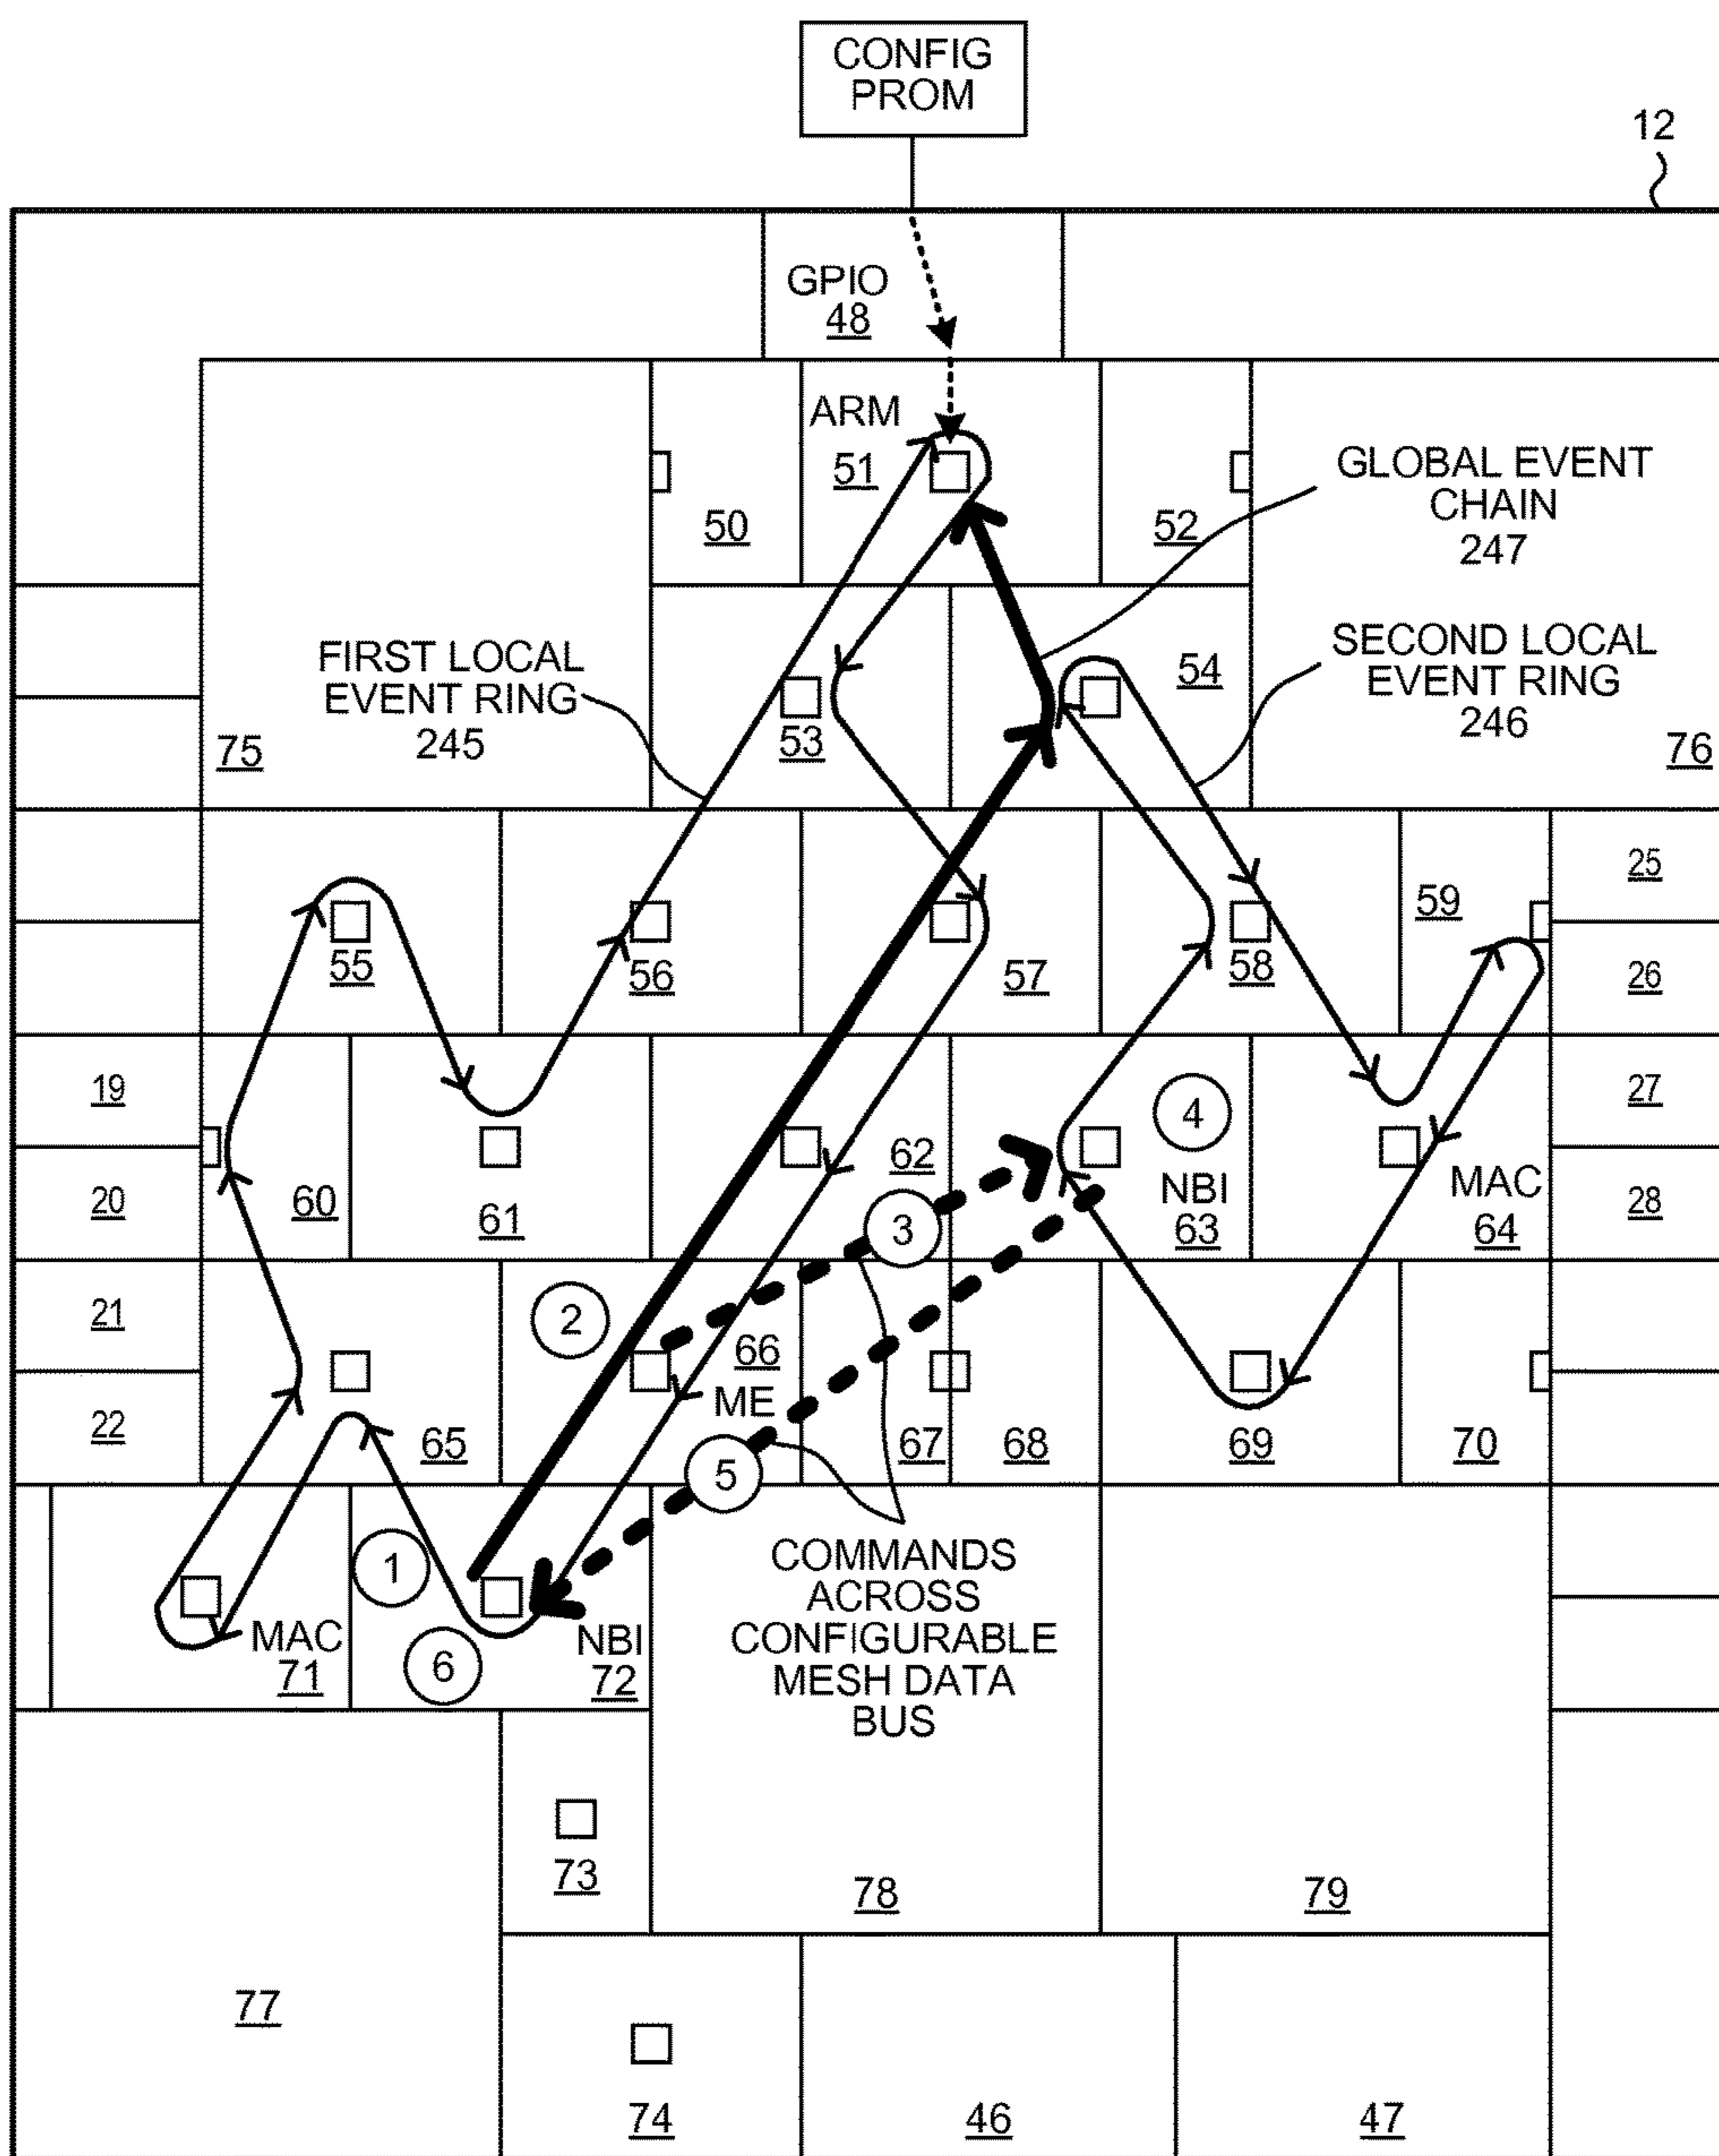 CONFIG
PROM
12
GPIO
48
ARM
51
50
52
GLOBAL EVENT
CHAIN
247
FIRST LOCAL
EVENT RING
245
SECOND LOCAL
EVENT RING
246
53
54
75
76
55
56
57
58
59
25
26
19
20
60
61
62
3
4
NBI
63
MAC
64
27
28
21
22
65
2
66
ME
5
67
68
69
70
1
6
MAC
71
NBI
72
COMMANDS
ACROSS
CONFIGURABLE
MESH DATA
BUS
73
78
79
77
74
46
47